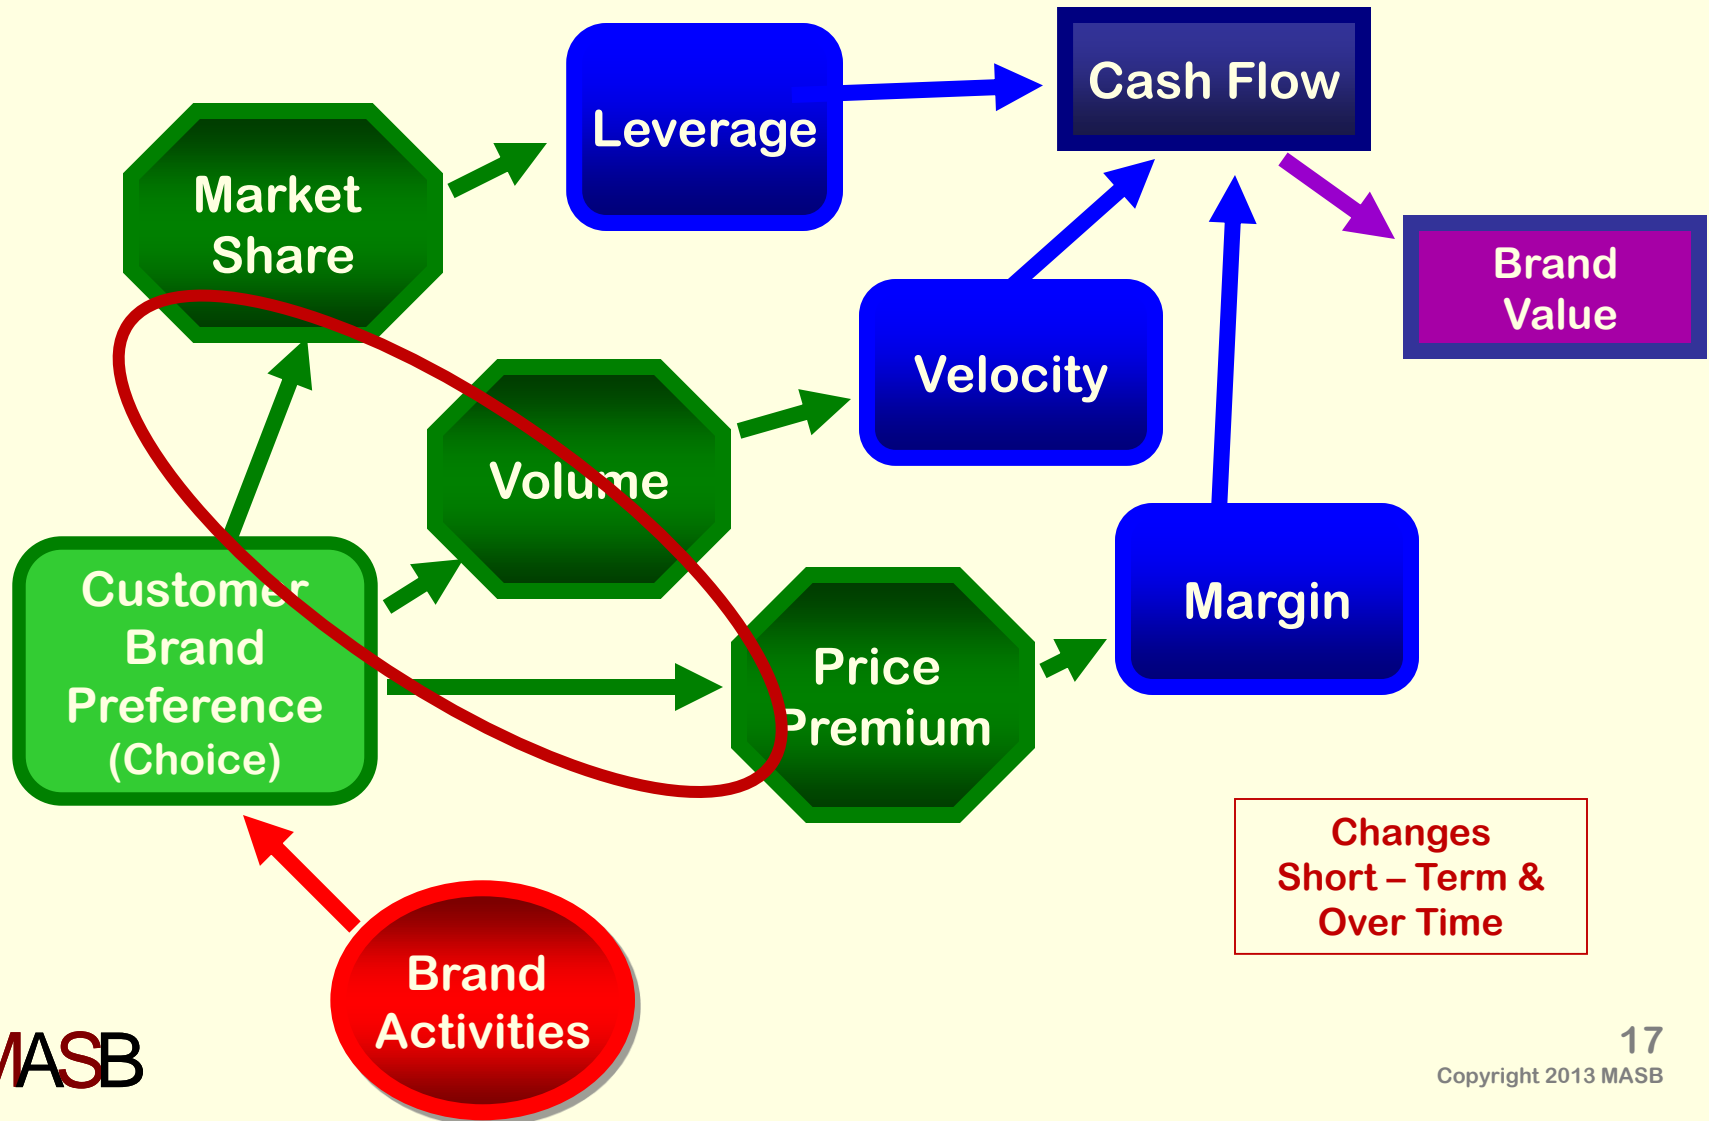 Leverage
Cash Flow
Market
Share
Brand
Value
Velocity
Volume
Customer
Brand
Preference
(Choice)
Price
Premium
Margin
Changes
Short – Term &
Over Time
Brand
Activities
MASB
17
Copyright 2013 MASB